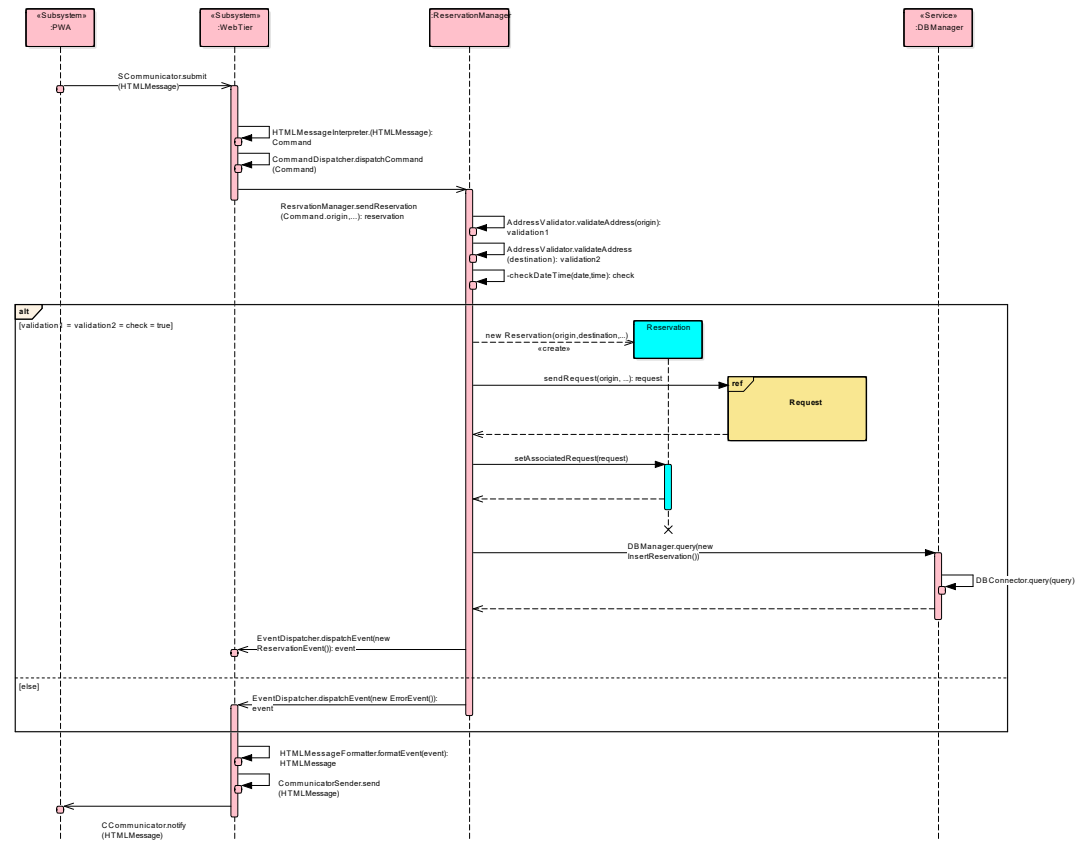 «Subsystem»
:PWA
«Subsystem»
:WebTier
:ReservationManager
«Service»
:DBManager
SCommunicator.submit
(HTMLMessage)
HTMLMessageInterpreter.(HTMLMessage):
Command
CommandDispatcher.dispatchCommand
(Command)
ResrvationManager.sendReservation
(Command.origin,...): reservation
AddressValidator.validateAddress(origin):
validation1
AddressValidator.validateAddress
(destination): validation2
-checkDateTime(date,time): check
alt
[validation1 = validation2 = check = true]
new Reservation(origin,destination,...)
«create»
Reservation
sendRequest(origin, ...): request
ref
Request
setAssociatedRequest(request)
DBManager.query(new
InsertReservation())
DBConnector.query(query)
EventDispatcher.dispatchEvent(new
ReservationEvent()): event
[else]
EventDispatcher.dispatchEvent(new ErrorEvent()):
event
HTMLMessageFormatter.formatEvent(event):
HTMLMessage
CommunicatorSender.send
(HTMLMessage)
CCommunicator.notify
(HTMLMessage)